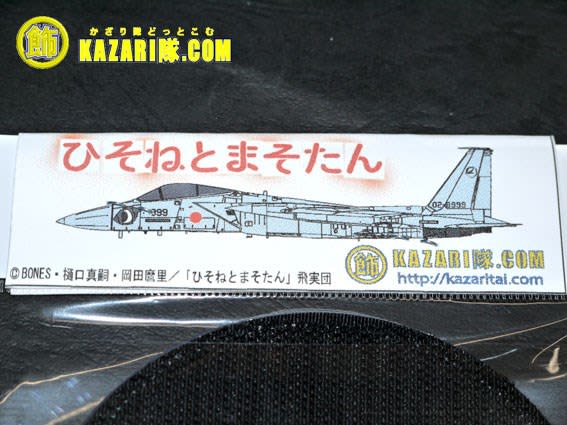 かざり隊どっとこむ
飾 KAZARI隊.COM
ひそねとまそたん
399
02-8999
飾 KAZARI隊.COM
http://kazaritai.com
©BONES・樋口真嗣・岡田麿里／「ひそねとまそたん」飛実団